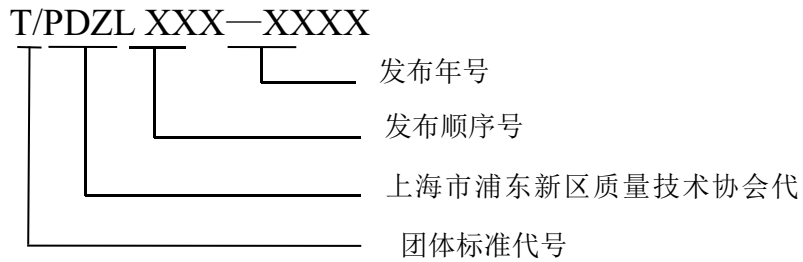 T/PDZL XXX—XXXX
发布年号
发布顺序号
上海市浦东新区质量技术协会代
团体标准代号